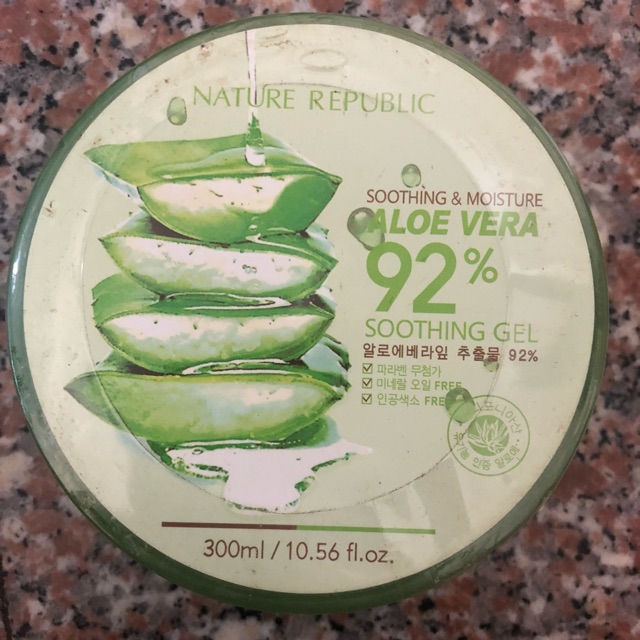 NATURE REPUBLIC
SOOTHING & MOISTURE
ALOE VERA
92%
SOOTHING GEL
알로에베라잎 추출물 92%
파라벤 무첨가
미네랄 오일 FREE
인공색소 FREE
300ml / 10.56 fl.oz.